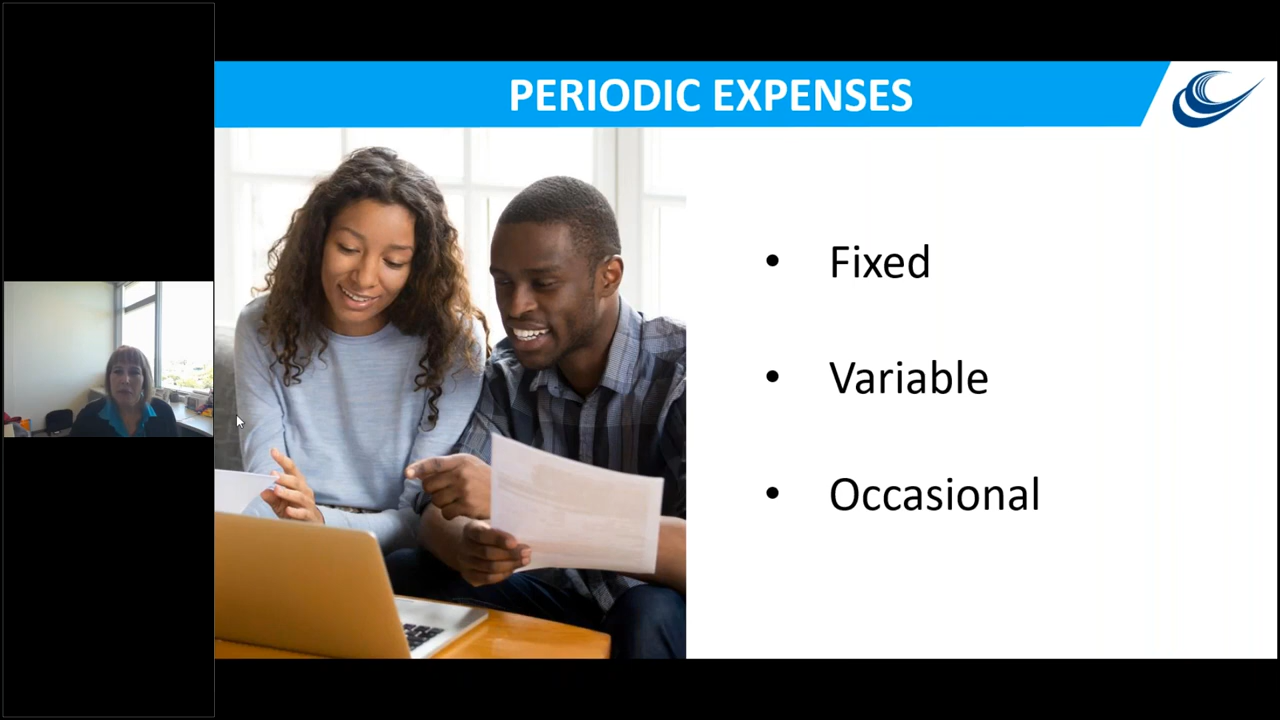 PERIODIC EXPENSES
• Fixed
• Variable
• Occasional